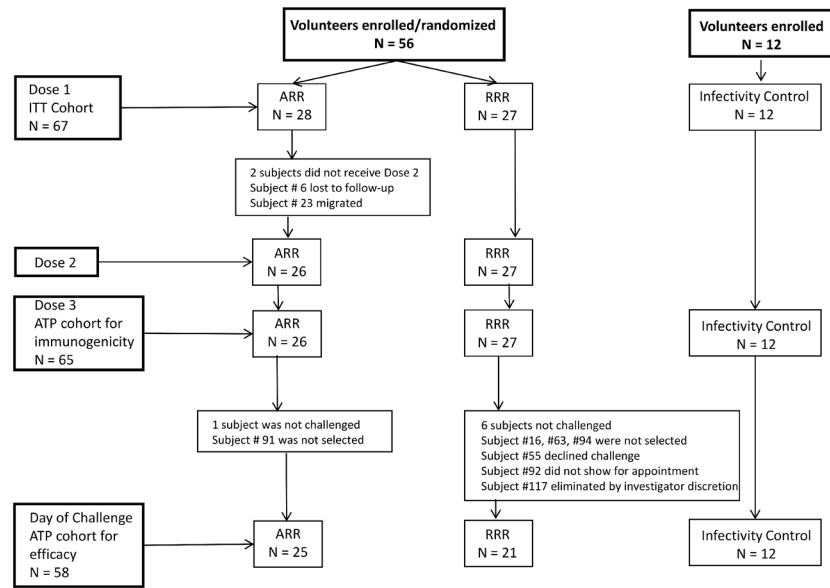 Volunteers enrolled/randomized
N = 56
Volunteers enrolled
N = 12
Dose 1
ITT Cohort
N = 67
ARR
N = 28
RRR
N = 27
Infectivity Control
N = 12
2 subjects did not receive Dose 2
Subject # 6 lost to follow-up
Subject # 23 migrated
Dose 2
ARR
N = 26
RRR
N = 27
Dose 3
ATP cohort for
immunogenicity
N = 65
ARR
N = 26
RRR
N = 27
Infectivity Control
N = 12
1 subject was not challenged
Subject # 91 was not selected
6 subjects not challenged
Subject #16, #63, #94 were not selected
Subject #55 declined challenge
Subject #92 did not show for appointment
Subject #117 eliminated by investigator discretion
Day of Challenge
ATP cohort for
efficacy
N = 58
ARR
N = 25
RRR
N = 21
Infectivity Control
N = 12